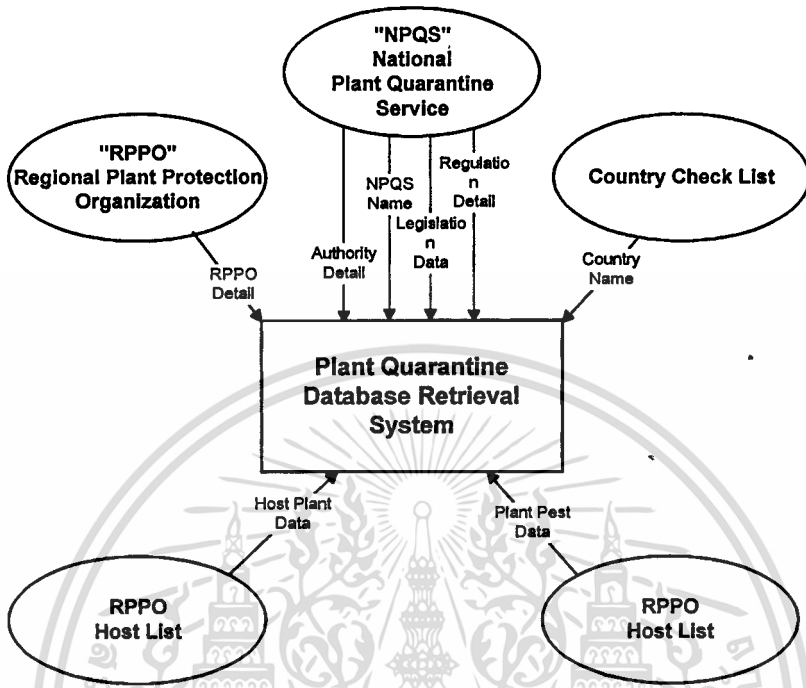 "NPQS"
National
Plant Quarantine
Service
"RPPO"
Regional Plant Protection
Organization
Country Check List
RPPO
Detail
Authority
Detail
NPQS
Name
Legislatio
n
Data
Regulatio
n
Detail
Country
Name
Plant Quarantine
Database Retrieval
System
Host Plant
Data
Plant Pest
Data
RPPO
Host List
RPPO
Host List